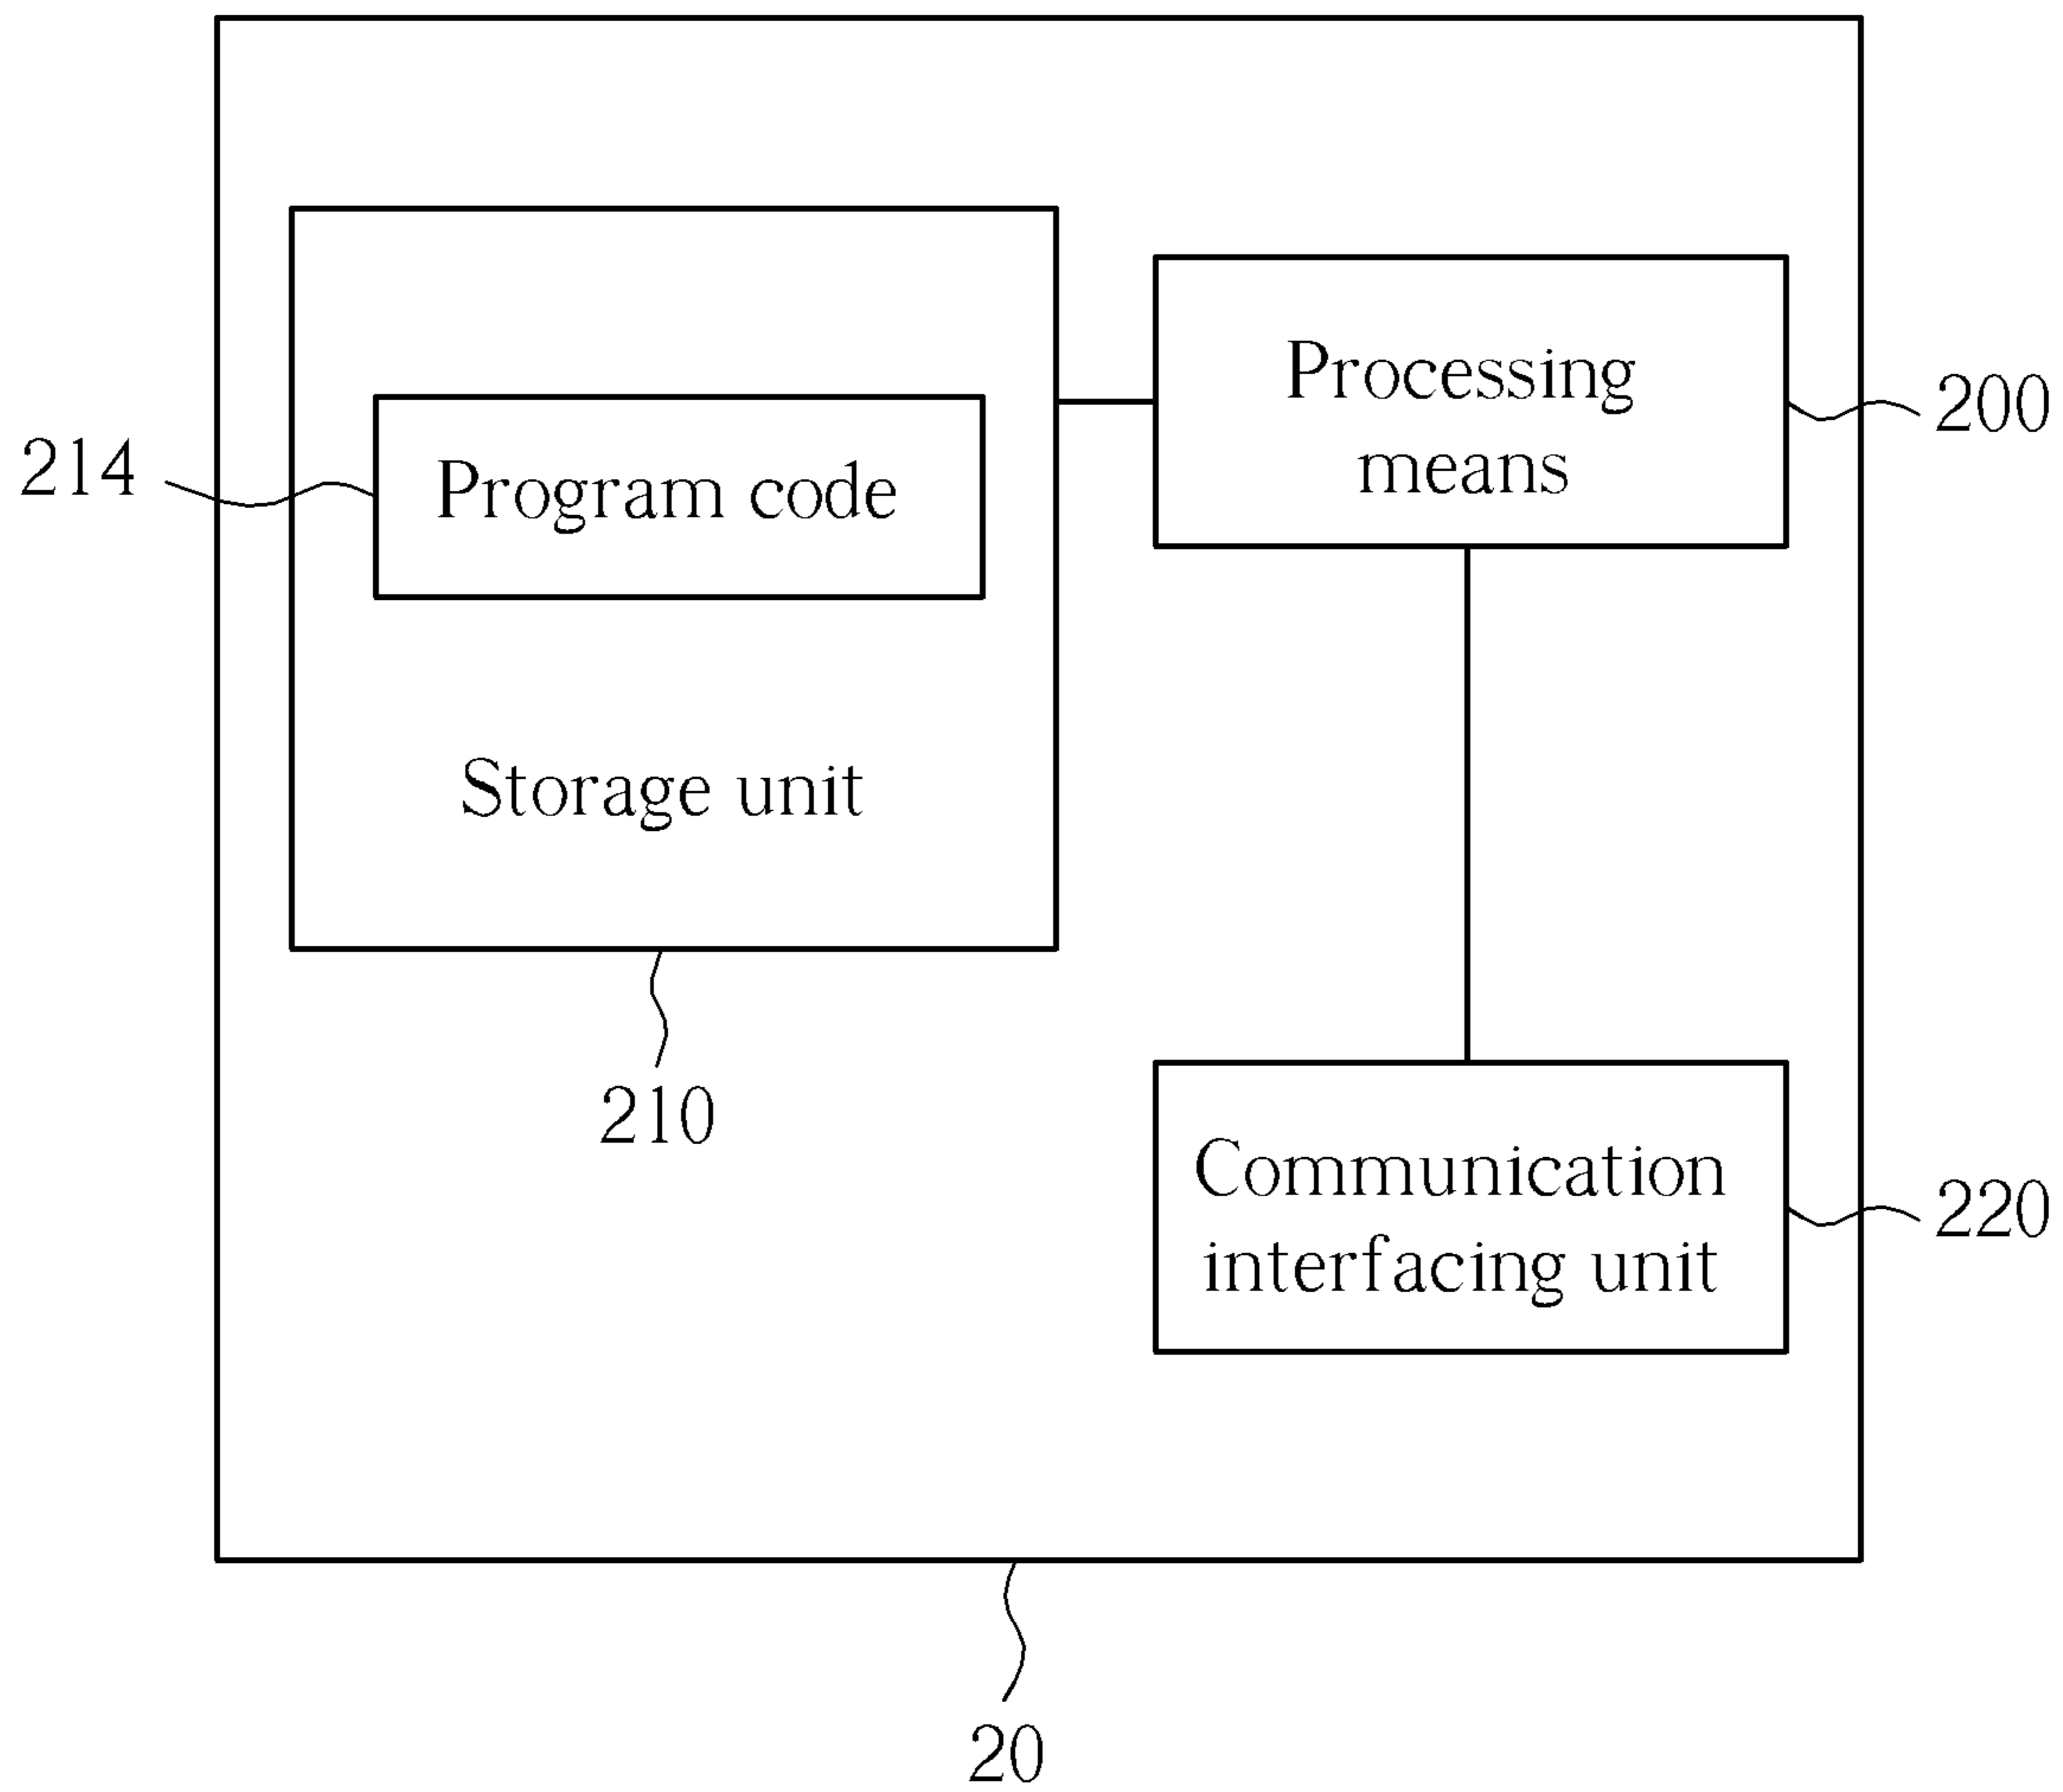 Processing
means
200
214
Program code
Storage unit
210
Communication
interfacing unit
220
20